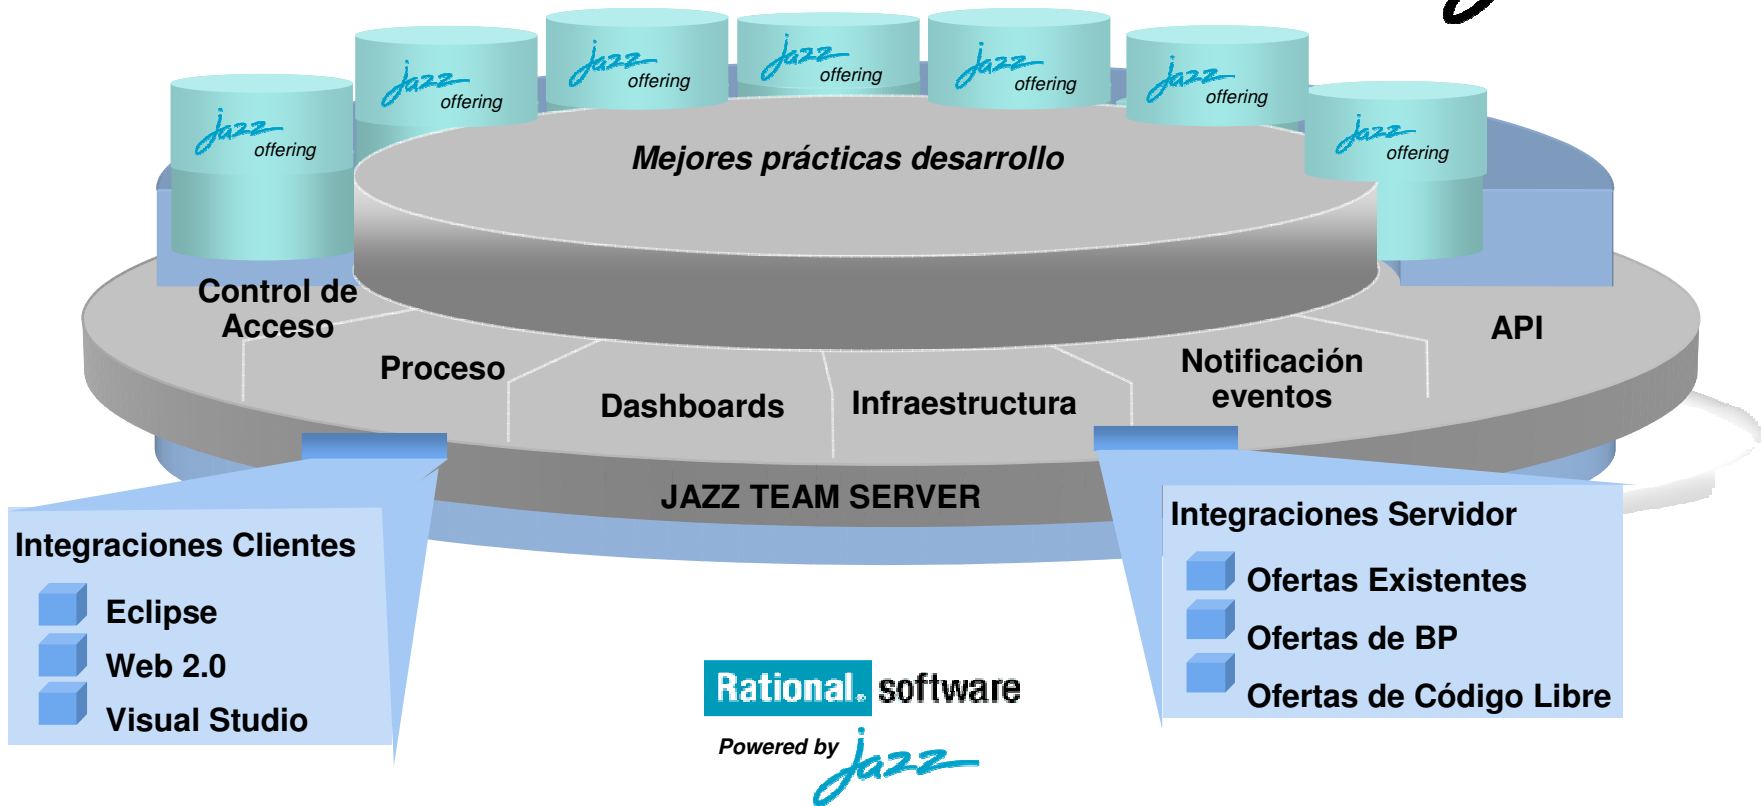 jazz
offering
jazz
offering
jazz
offering
jazz
offering
jazz
offering
jazz
offering
jazz
offering
Mejores prácticas desarrollo
Control de
Acceso
Proceso
Dashboards
Infraestructura
Notificación
eventos
API
JAZZ TEAM SERVER
Integraciones Clientes
Eclipse
Web 2.0
Visual Studio
Integraciones Servidor
Ofertas Existentes
Ofertas de BP
Ofertas de Código Libre
Rational. software
Powered by jazz